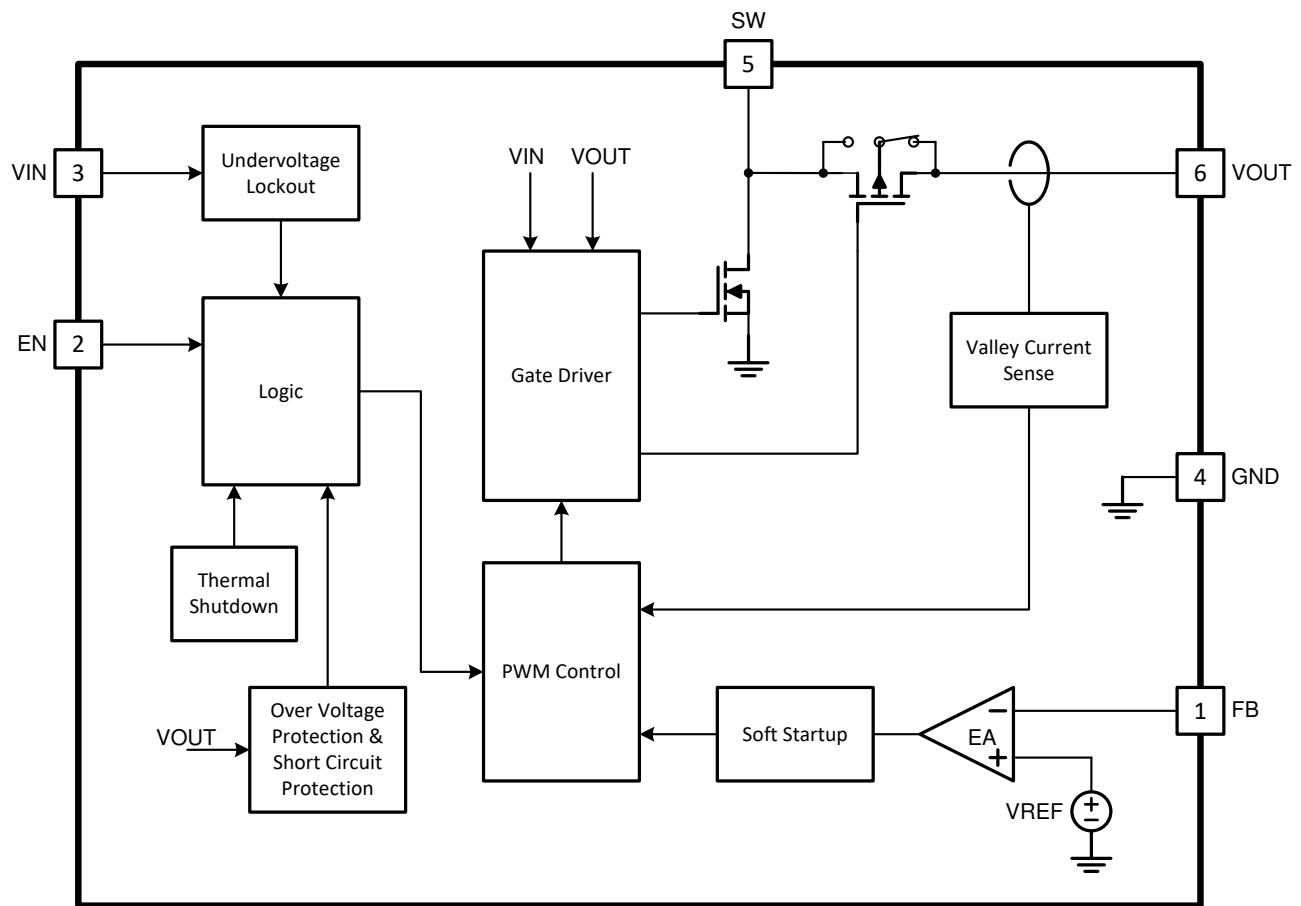 SW
5
VIN
3
Undervoltage
Lockout
VIN
VOUT
6
VOUT
EN
2
Logic
Gate Driver
Valley Current
Sense
4
GND
Thermal
Shutdown
PWM Control
VOUT
Over Voltage
Protection &
Short Circuit
Protection
Soft Startup
EA
1
FB
VREF